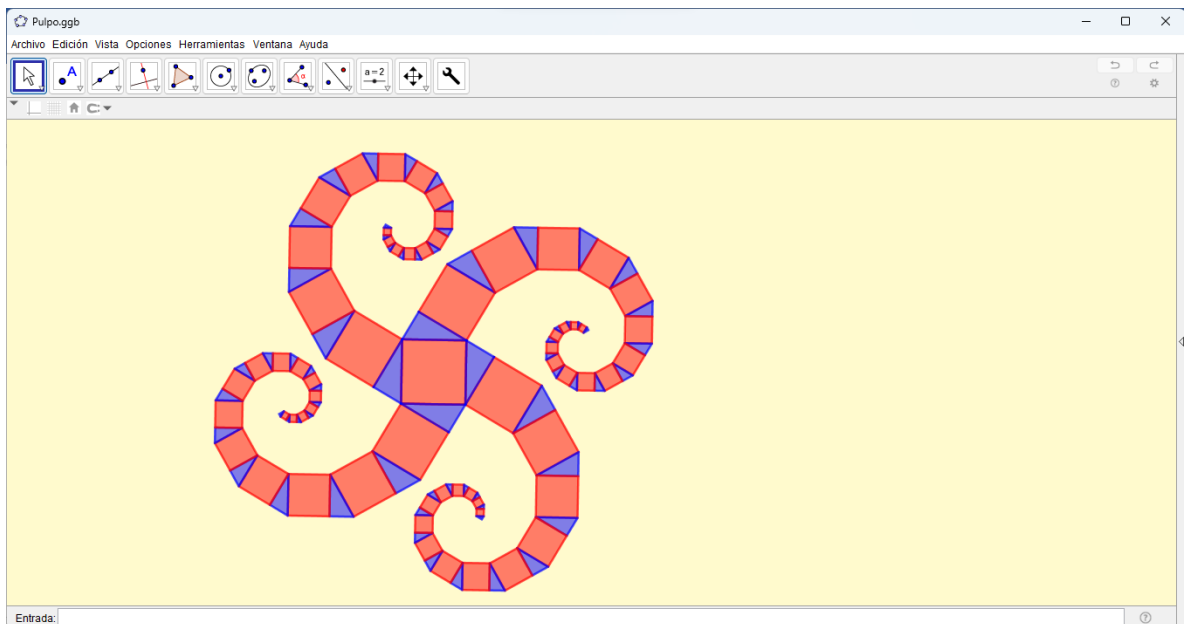 Pulpo.ggb
Archivo Edición Vista Opciones Herramientas Ventana Ayuda
A
α
a=2
Entrada: